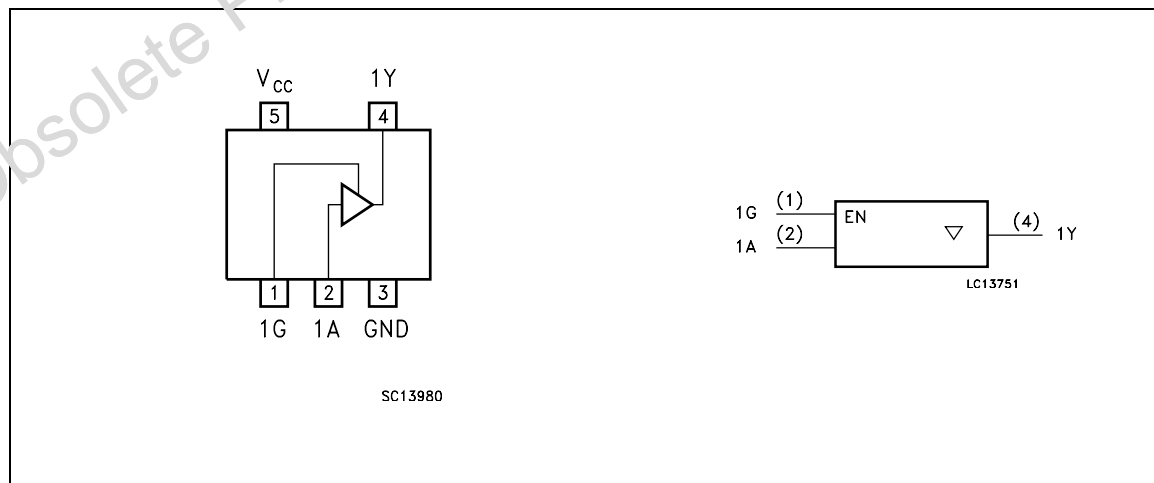 Obsolete
V CC 1Y
5 4
1 2 3
1G 1A GND
SC13980
1G (1) EN
1A (2)
▽ (4) 1Y
LC13751